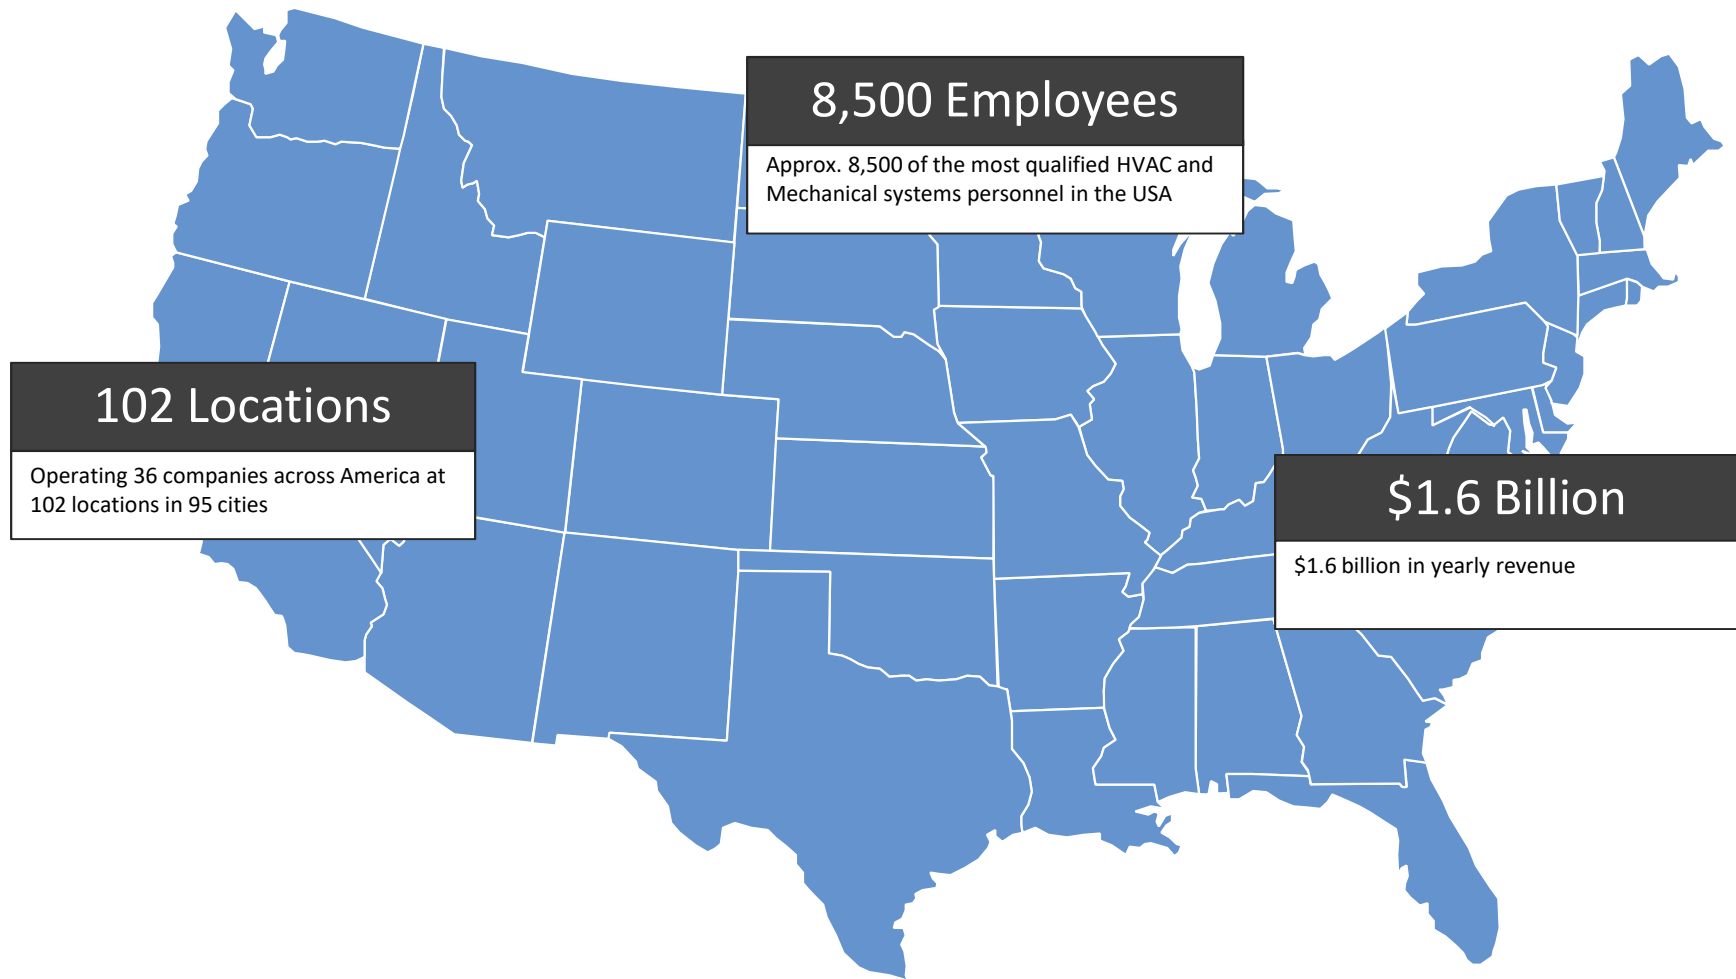 8,500 Employees
Approx. 8,500 of the most qualified HVAC and
Mechanical systems personnel in the USA
102 Locations
Operating 36 companies across America at
102 locations in 95 cities
$1.6 Billion
$1.6 billion in yearly revenue